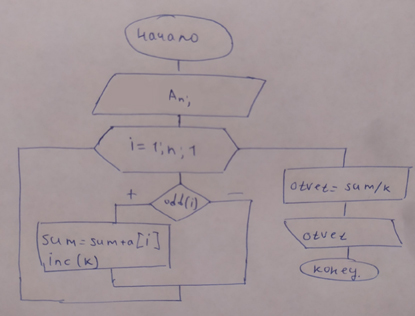 начало
An;
i=1;n;1
+
odd(i)
−
sum=sum+a[i]
inc(k)
otvet=sum/k
otvet
конец